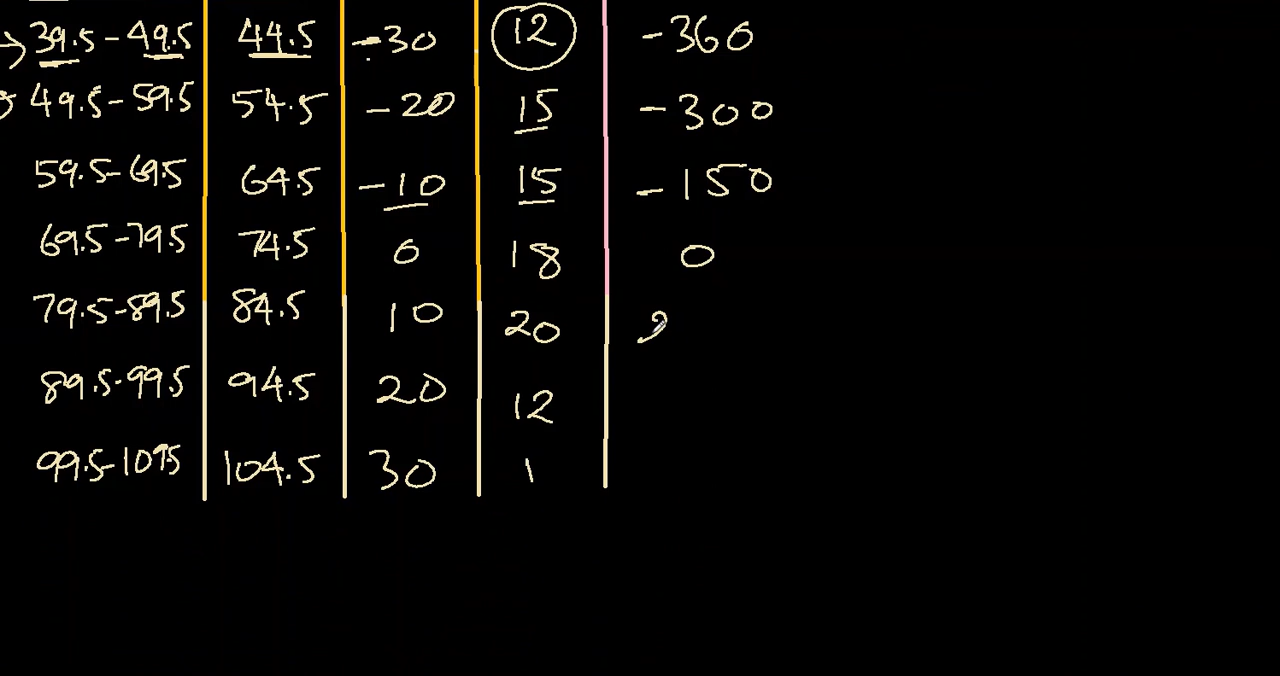 → 39.5-49.5 44.5 -30 12 -360
49.5-59.5 54.5 -20 15 -300
59.5-69.5 64.5 -10 15 -150
69.5-79.5 74.5 0 18 0
79.5-89.5 84.5 10 20 2
89.5-99.5 94.5 20 12
99.5-109.5 104.5 30 1